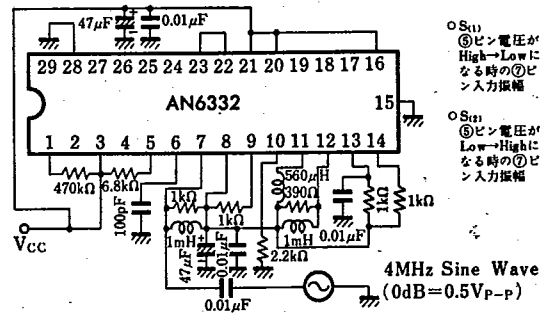 47μF
0.01μF
29 28 27 26 25 24 23 22 21 20 19 18 17 16
AN6332
15
1 2 3 4 5 6 7 8 9 10 11 12 13 14
470kΩ
6.8kΩ
100pF
1kΩ
1kΩ
1mH
47μF
0.01μF
560μH
390Ω
1mH
2.2kΩ
0.01μF
1kΩ
1kΩ
VCC
0.01μF
4MHz Sine Wave
(0dB=0.5VP-P)
○S(1)
⑤ピン電圧が
High→Lowに
なる時の⑦ピ
ン入力振幅
○S(2)
⑤ピン電圧が
Low→Highに
なる時の⑦ピ
ン入力振幅